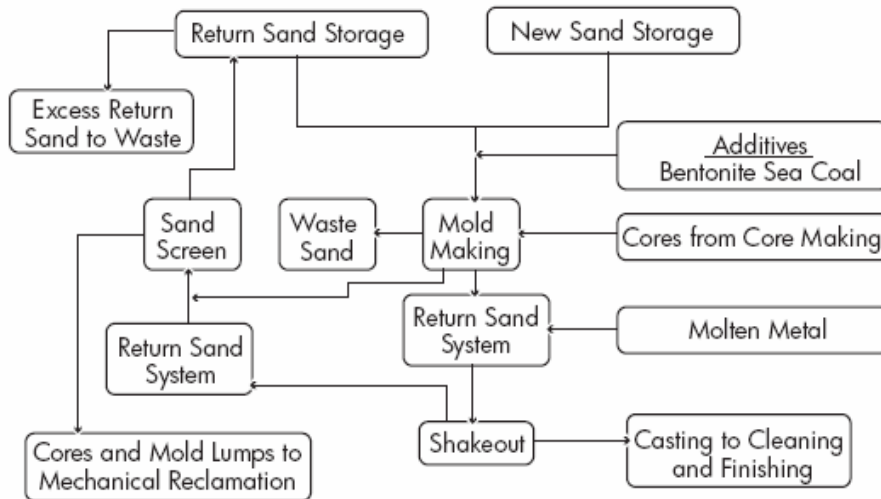 Return Sand Storage
New Sand Storage
Excess Return
Sand to Waste
Additives
Bentonite Sea Coal
Sand
Screen
Waste
Sand
Mold
Making
Cores from Core Making
Return Sand
System
Return Sand
System
Molten Metal
Cores and Mold Lumps to
Mechanical Reclamation
Shakeout
Casting to Cleaning
and Finishing